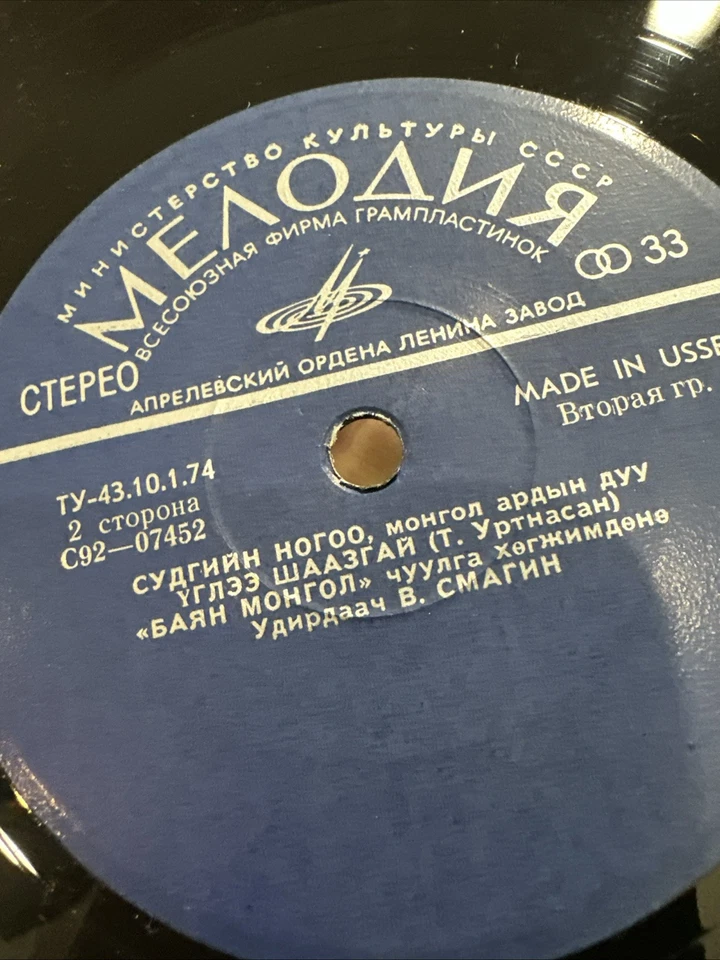 МИНИСТЕРСТВО КУЛЬТУРЫ СССР
МЕЛОДИЯ
ВСЕСОЮЗНАЯ ФИРМА ГРАМПЛАСТИНОК
33
СТЕРЕО
АПРЕЛЕВСКИЙ ОРДЕНА ЛЕНИНА ЗАВОД
MADE IN USSR
Вторая гр.
ТУ-43.10.1.74
2 сторона
С92—07452
СУДГИЙН НОГОО, монгол ардын дуу
ҮГЛЭЭ ШААЗГАЙ (Т. Уртнасан)
«БАЯН МОНГОЛ» чуулга хөгжимдөнө
Удирдаач В. СМАГИН